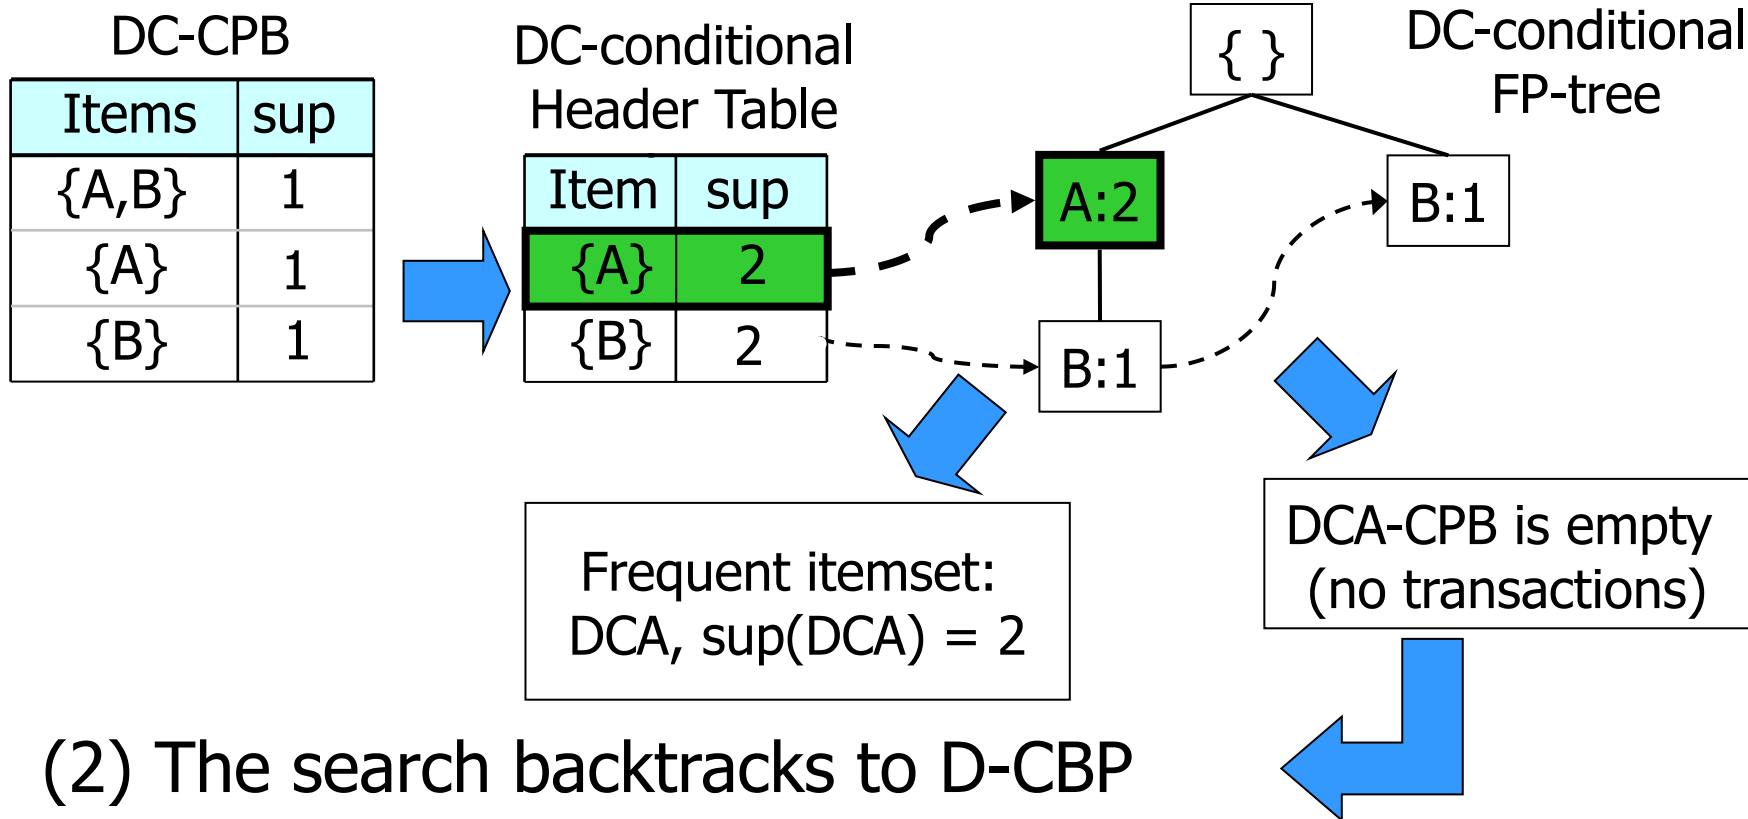 DC-CPB
Items sup
{A,B} 1
{A} 1
{B} 1
DC-conditional
Header Table
Item sup
{A} 2
{B} 2
{ }
A:2
B:1
B:1
DC-conditional
FP-tree
Frequent itemset:
DCA, sup(DCA) = 2
DCA-CPB is empty
(no transactions)
(2) The search backtracks to D-CBP